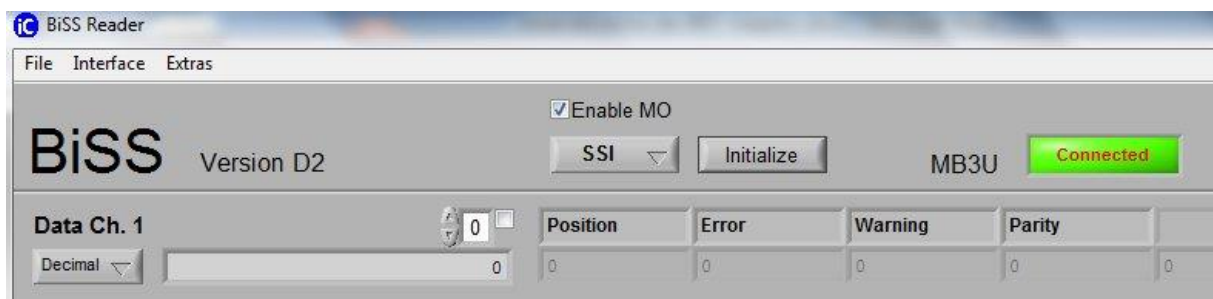 iC BiSS Reader
File Interface Extras
Enable MO
BiSS Version D2 SSI Initialize MB3U Connected
Data Ch. 1 0 Position Error Warning Parity
Decimal 0 0 0 0 0 0